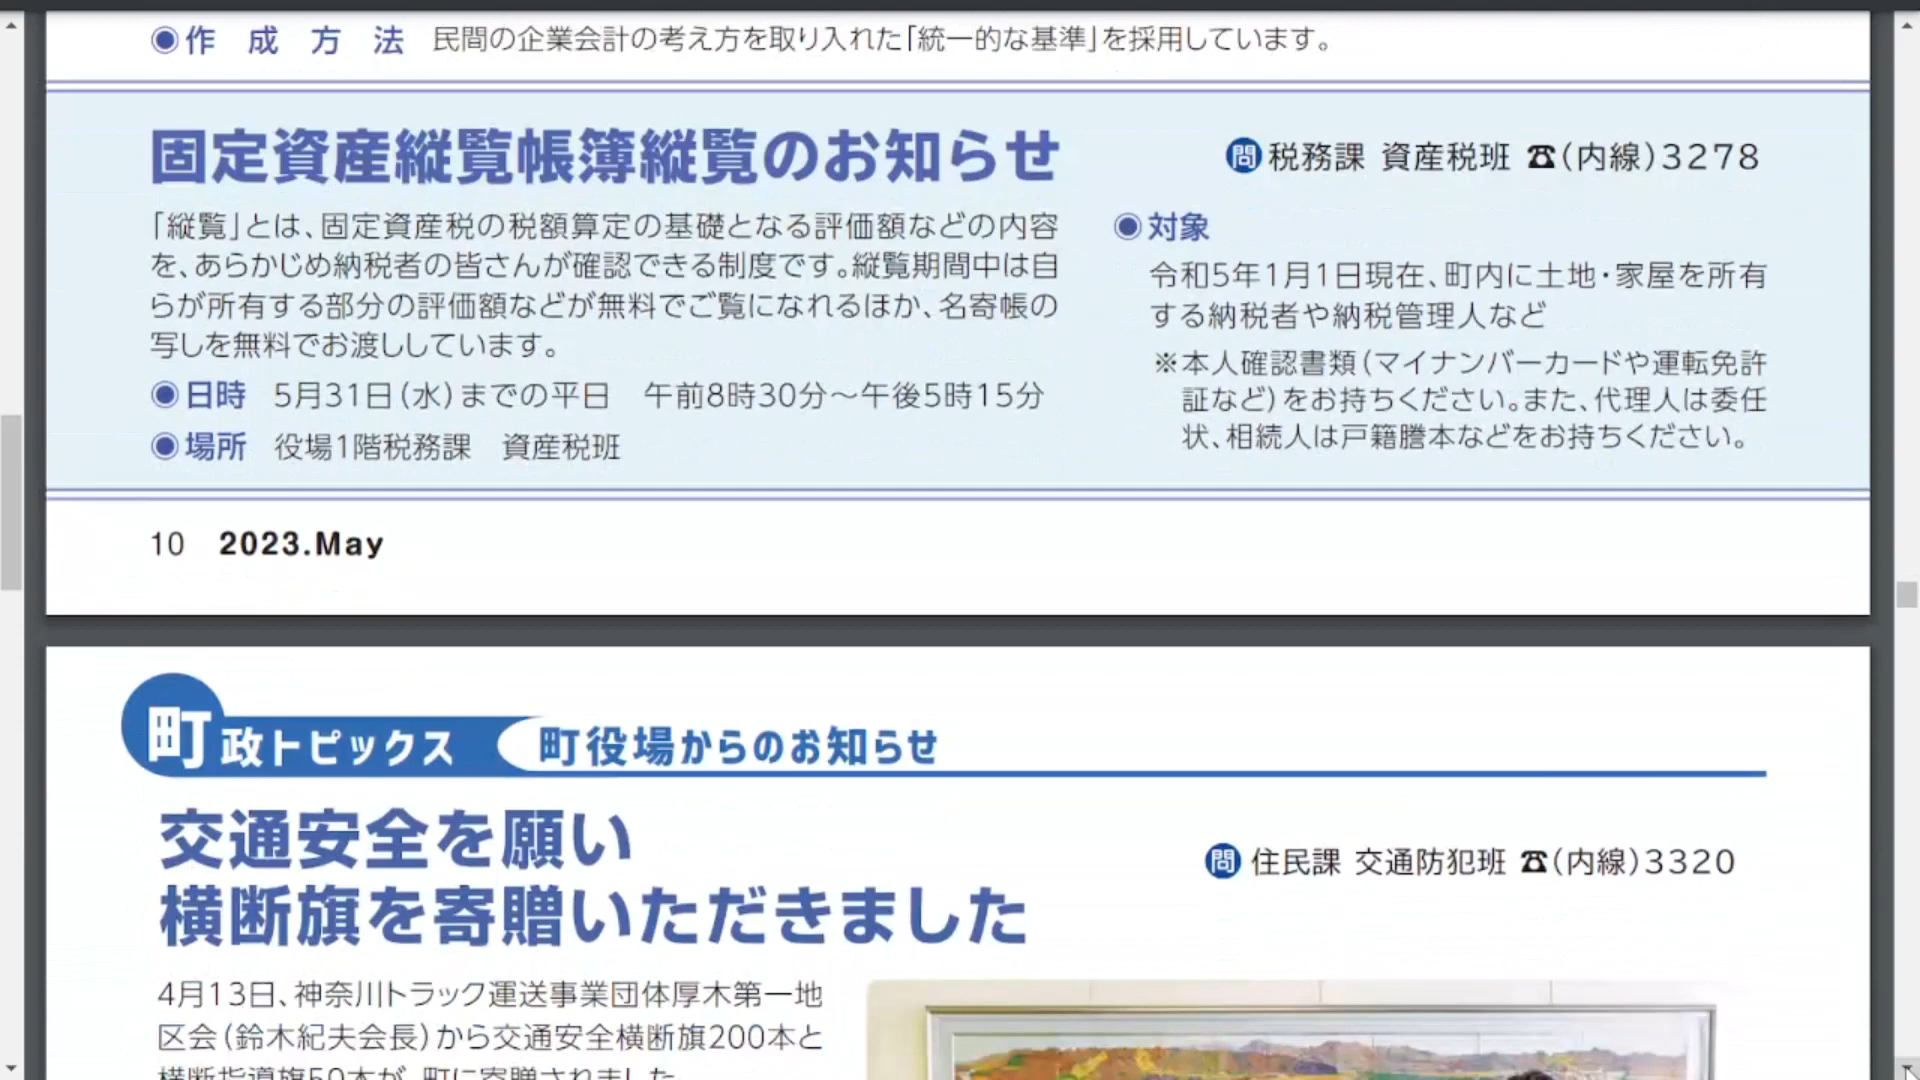 ◉作成方法 民間の企業会計の考え方を取り入れた「統一的な基準」を採用しています。
固定資産縦覧帳簿縦覧のお知らせ
問 税務課 資産税班 ☎(内線)3278
「縦覧」とは、固定資産税の税額算定の基礎となる評価額などの内容
を、あらかじめ納税者の皆さんが確認できる制度です。縦覧期間中は自
らが所有する部分の評価額などが無料でご覧になれるほか、名寄帳の
写しを無料でお渡ししています。
◉日時 5月31日(水)までの平日 午前8時30分〜午後5時15分
◉場所 役場1階税務課 資産税班
◉対象
令和5年1月1日現在、町内に土地・家屋を所有
する納税者や納税管理人など
※本人確認書類(マイナンバーカードや運転免許
証など)をお持ちください。また、代理人は委任
状、相続人は戸籍謄本などをお持ちください。
10 2023.May
町政トピックス 町役場からのお知らせ
交通安全を願い
横断旗を寄贈いただきました
問 住民課 交通防犯班 ☎(内線)3320
4月13日、神奈川トラック運送事業団体厚木第一地
区会(鈴木紀夫会長)から交通安全横断旗200本と
横断指導旗50本が、町に寄贈されました。